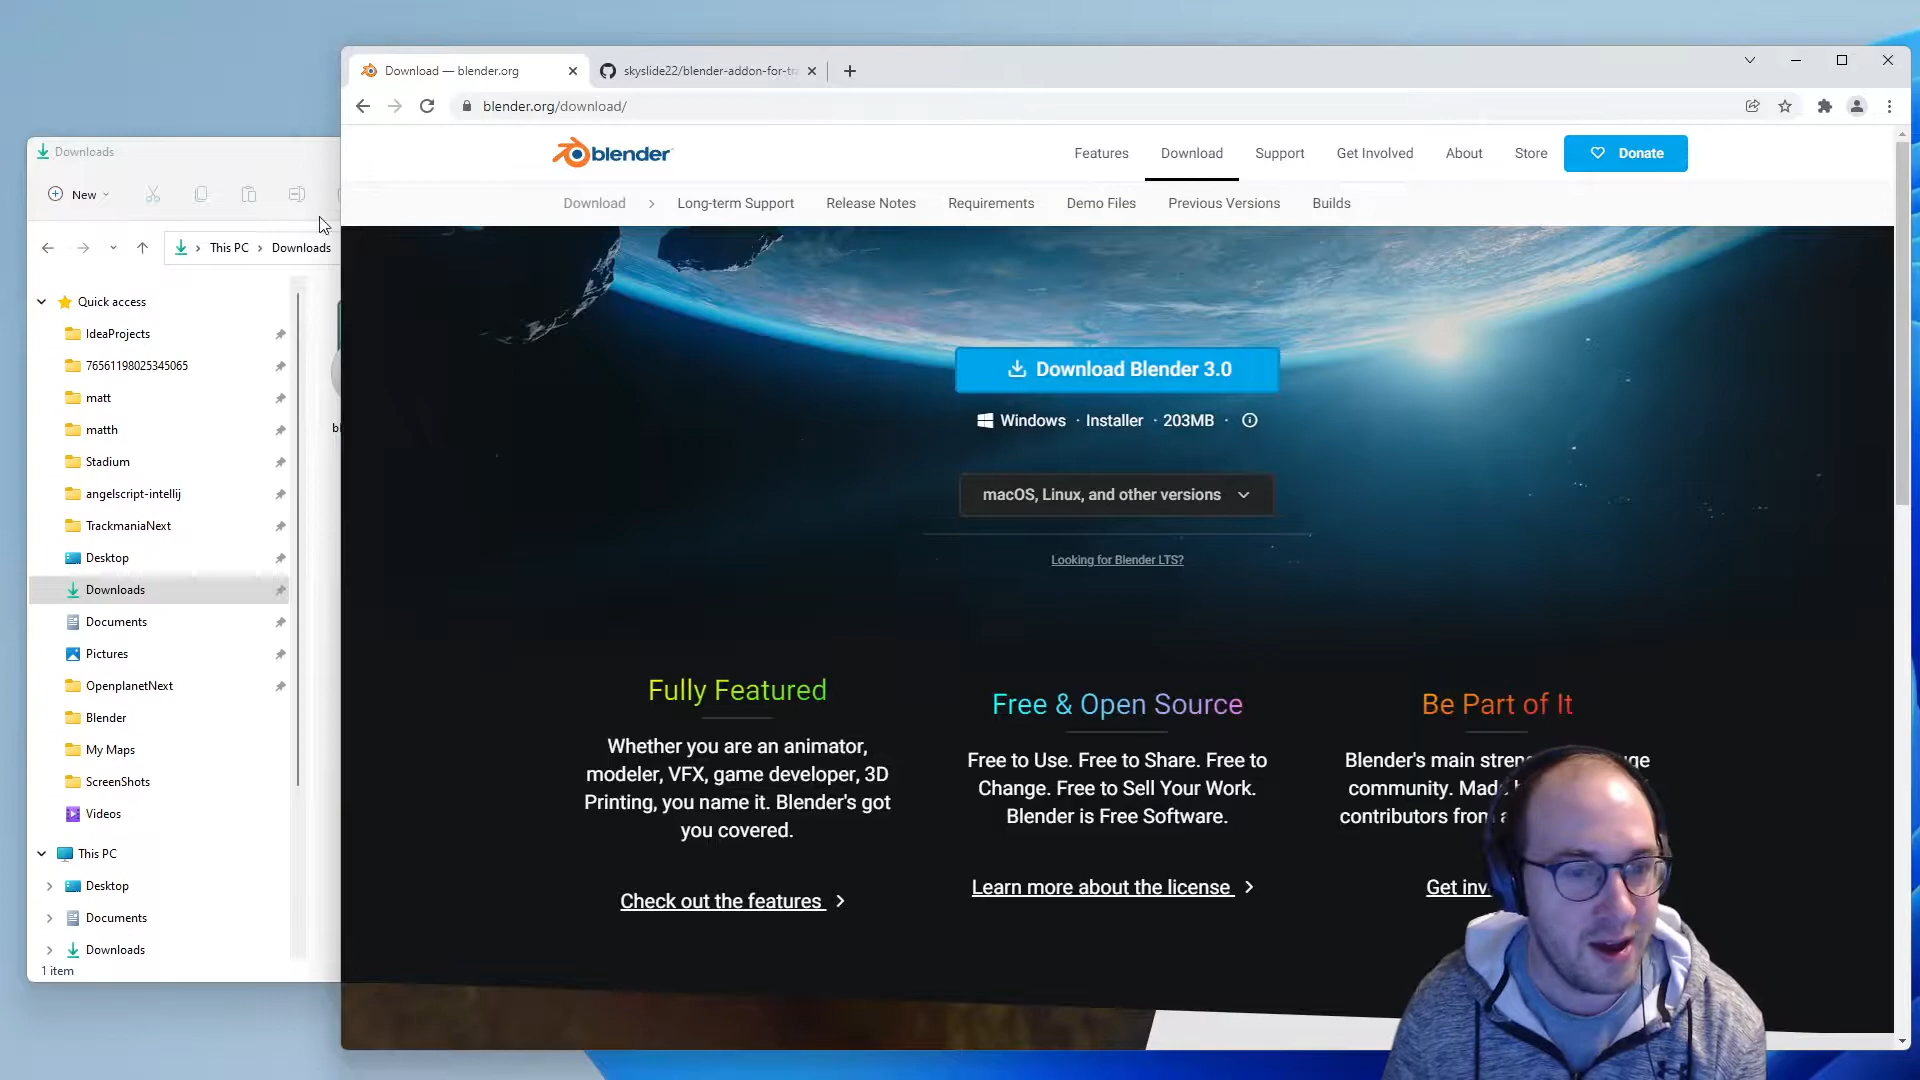 Download — blender.org
skyslide22/blender-addon-for-tra
blender.org/download/
Downloads
New
This PC
Downloads
Quick access
IdeaProjects
76561198025345065
matt
matth
Stadium
angelscript-intellij
TrackmaniaNext
Desktop
Downloads
Documents
Pictures
OpenplanetNext
Blender
My Maps
ScreenShots
Videos
This PC
Desktop
Documents
Downloads
1 item
bl
blender
Features
Download
Support
Get Involved
About
Store
Donate
Download
Long-term Support
Release Notes
Requirements
Demo Files
Previous Versions
Builds
Download Blender 3.0
Windows · Installer · 203MB ·
macOS, Linux, and other versions
Looking for Blender LTS?
Fully Featured
Whether you are an animator,
modeler, VFX, game developer, 3D
Printing, you name it. Blender's got
you covered.
Check out the features
Free & Open Source
Free to Use. Free to Share. Free to
Change. Free to Sell Your Work.
Blender is Free Software.
Learn more about the license
Be Part of It
Blender's main
community.
contributors
Get